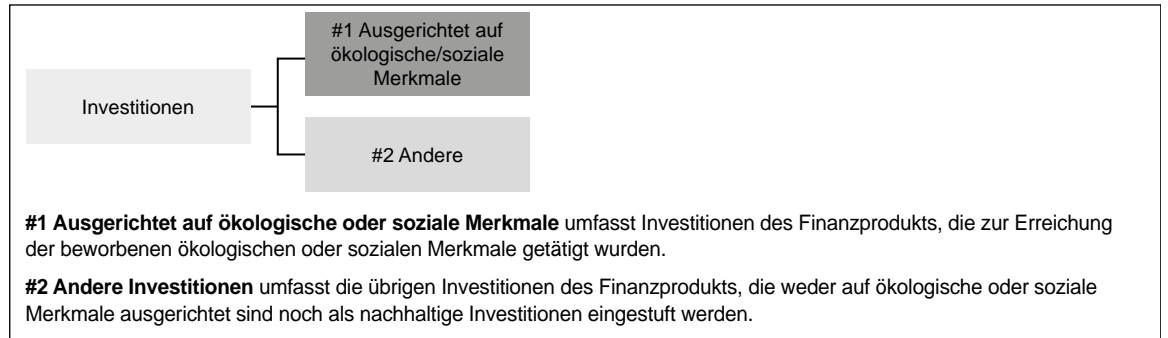 #1 Ausgerichtet auf
ökologische/soziale
Merkmale
Investitionen
#2 Andere
#1 Ausgerichtet auf ökologische oder soziale Merkmale umfasst Investitionen des Finanzprodukts, die zur Erreichung
der beworbenen ökologischen oder sozialen Merkmale getätigt wurden.
#2 Andere Investitionen umfasst die übrigen Investitionen des Finanzprodukts, die weder auf ökologische oder soziale
Merkmale ausgerichtet sind noch als nachhaltige Investitionen eingestuft werden.